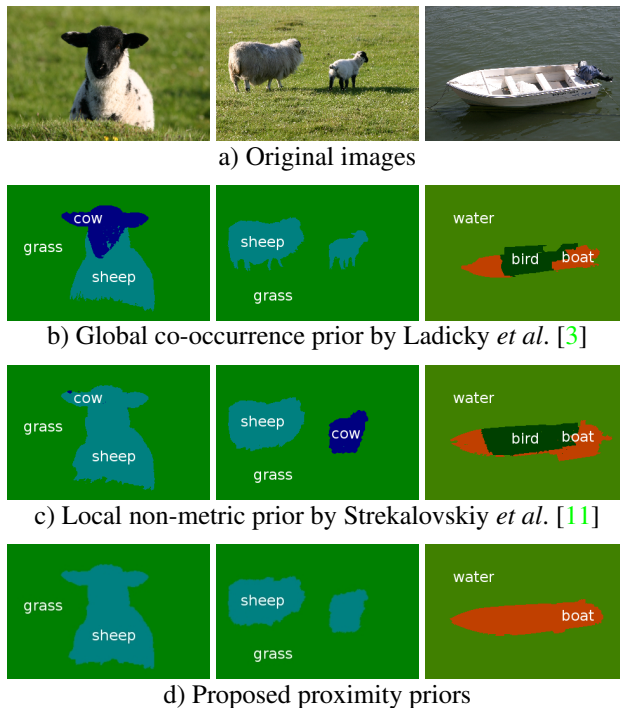 a) Original images
cow
grass
sheep
sheep
grass
water
bird
boat
b) Global co-occurrence prior by Ladicky et al. [3]
cow
grass
sheep
sheep
cow
grass
water
bird
boat
c) Local non-metric prior by Strekalovskiy et al. [11]
grass
sheep
sheep
grass
water
boat
d) Proposed proximity priors